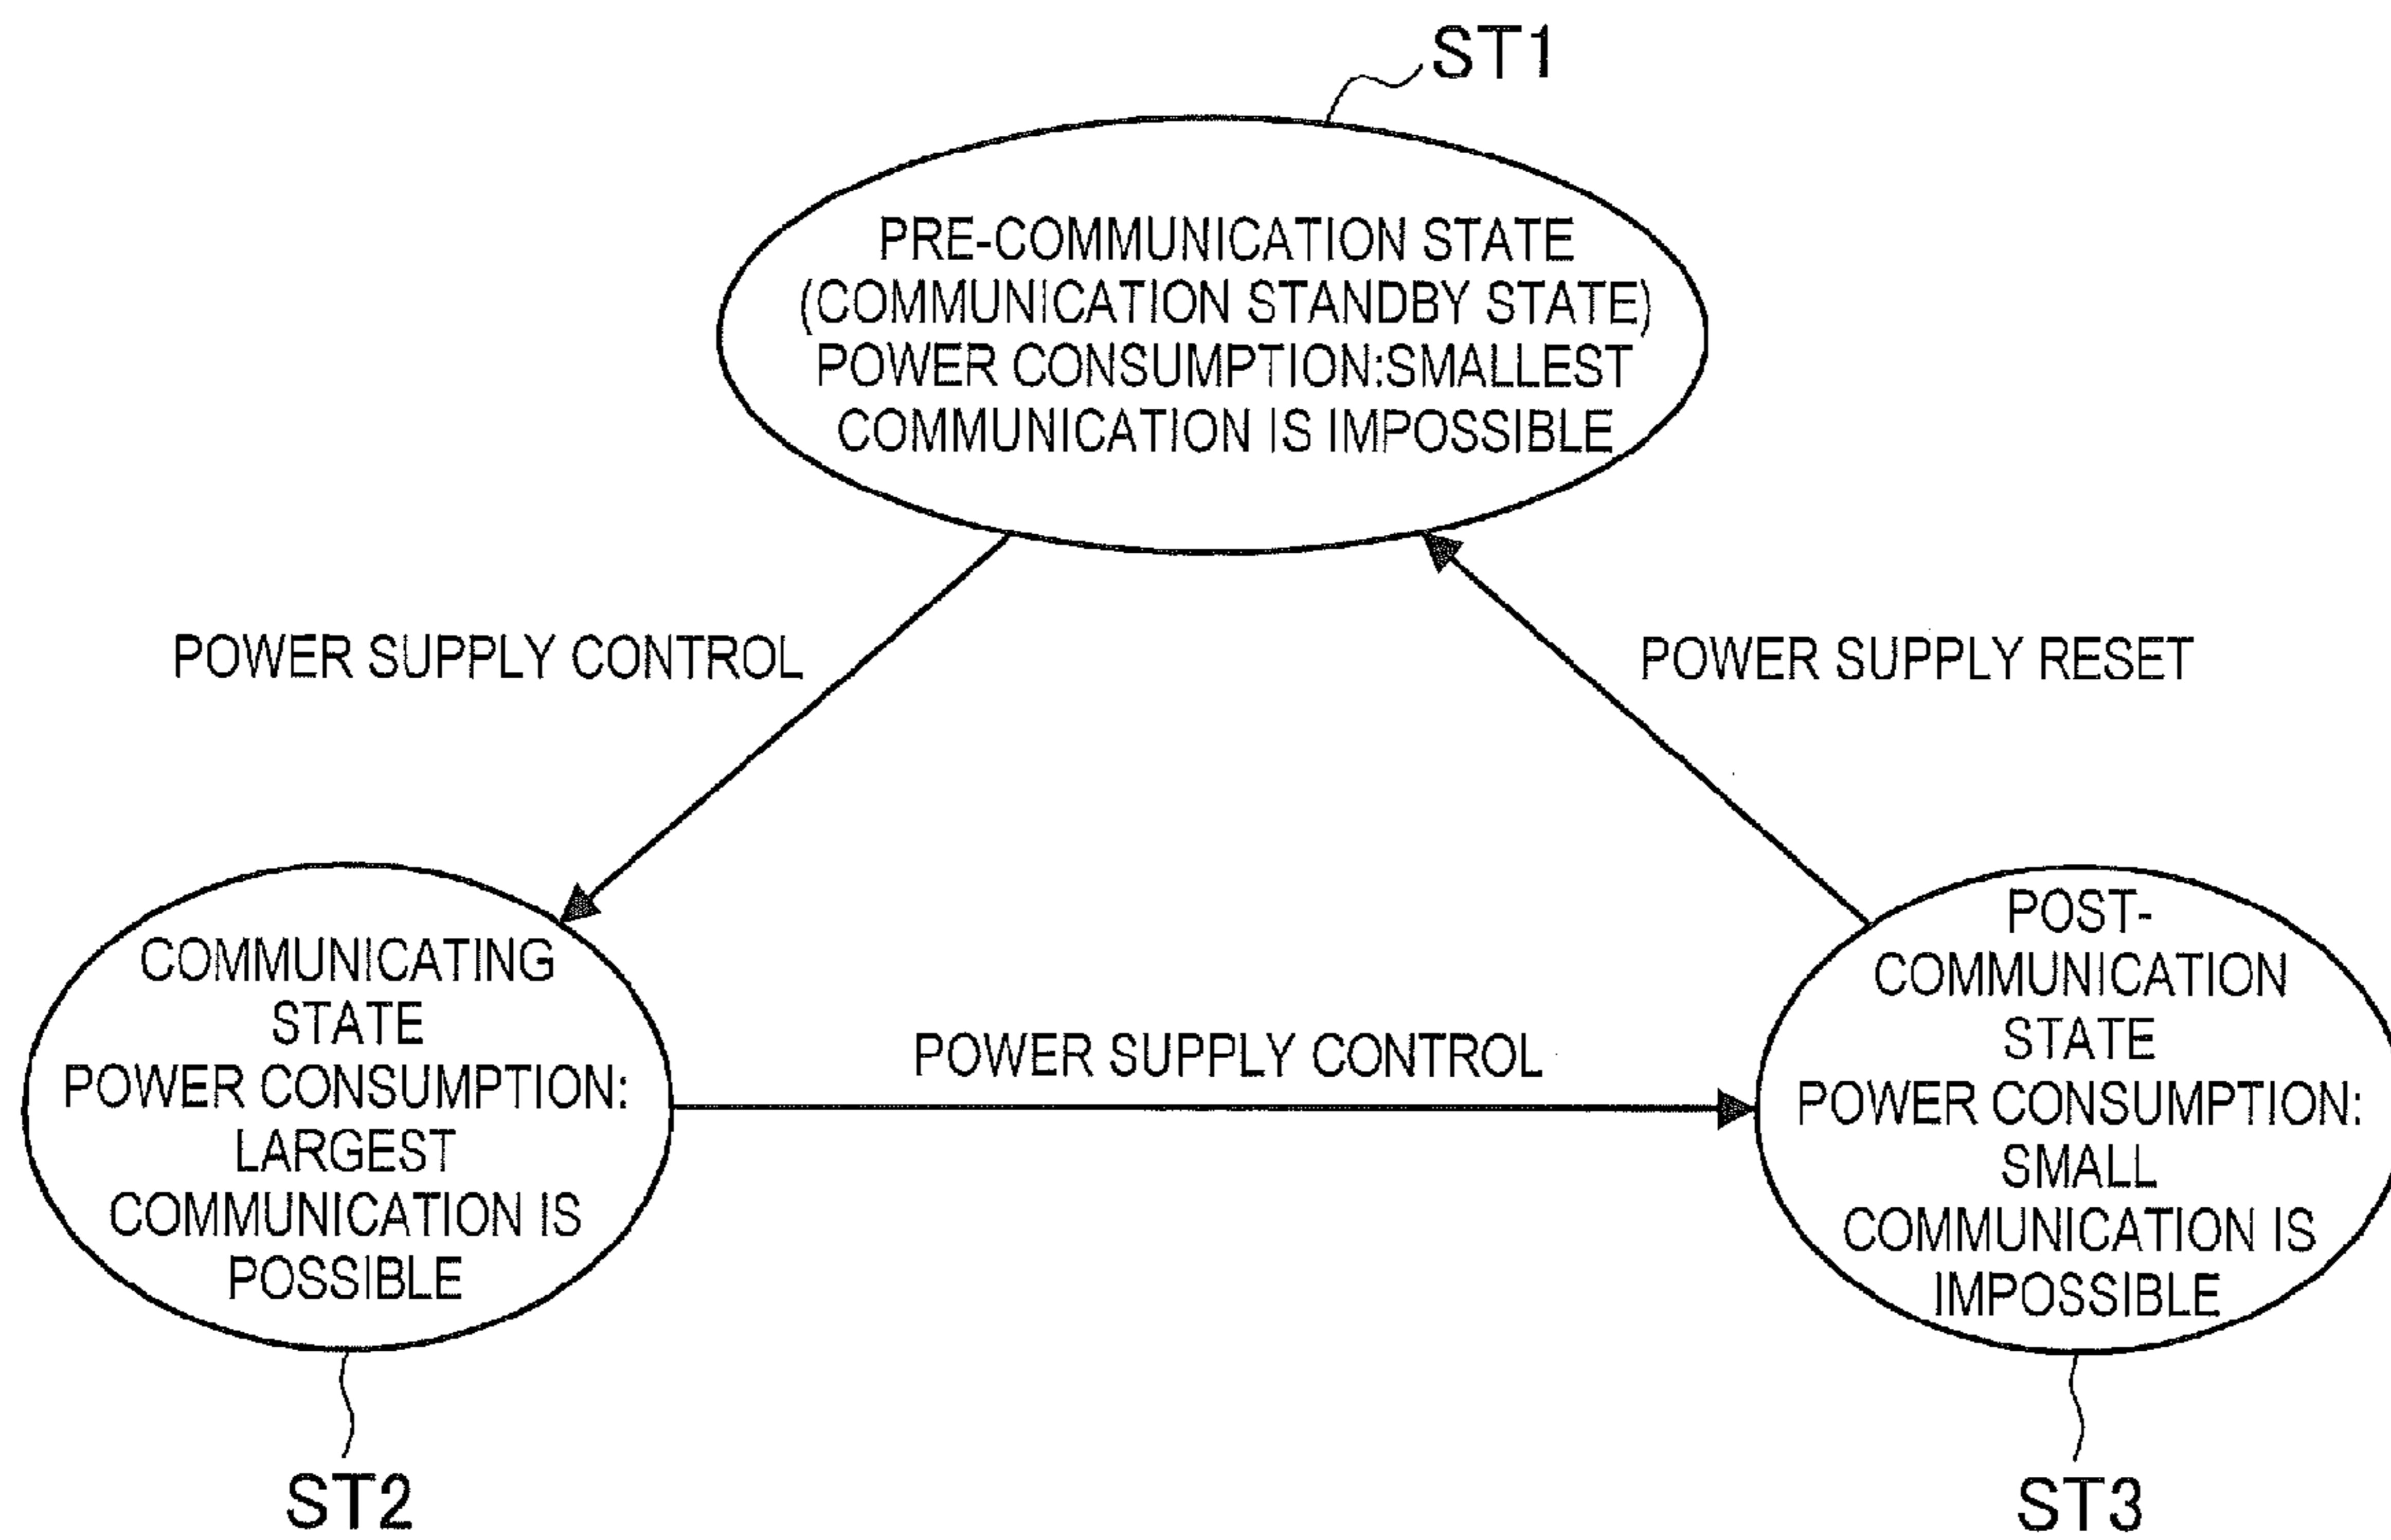 ST1
PRE-COMMUNICATION STATE
(COMMUNICATION STANDBY STATE)
POWER CONSUMPTION:SMALLEST
COMMUNICATION IS IMPOSSIBLE
POWER SUPPLY CONTROL
POWER SUPPLY RESET
COMMUNICATING
STATE
POWER CONSUMPTION:
LARGEST
COMMUNICATION IS
POSSIBLE
POWER SUPPLY CONTROL
POST-
COMMUNICATION
STATE
POWER CONSUMPTION:
SMALL
COMMUNICATION IS
IMPOSSIBLE
ST2
ST3